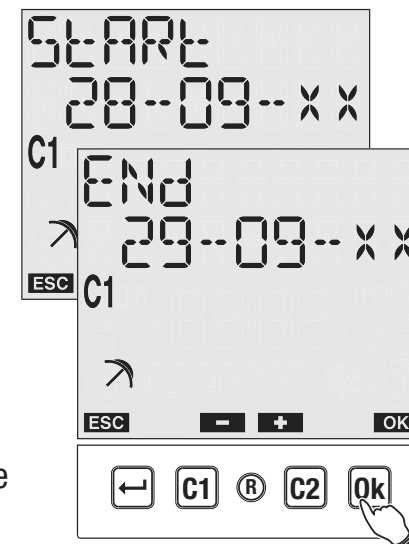 StARt
28-09-XX
C1
ESC
ENd
29-09-XX
C1
ESC - + OK
e
C1 R C2 Ok